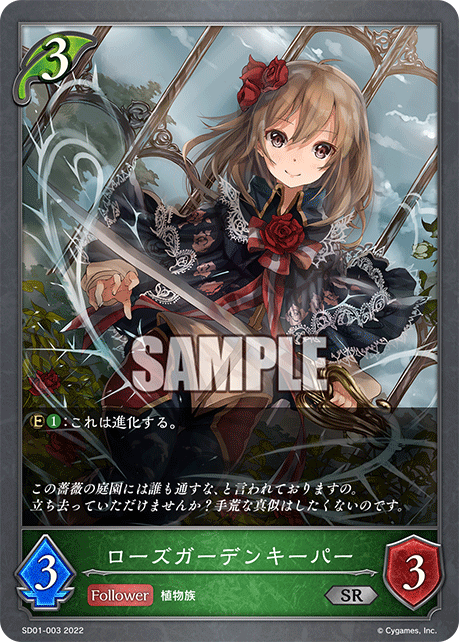 3
SAMPLE
E 1:これは進化する。
この薔薇の庭園には誰も通すな、と言われておりますの。
立ち去っていただけませんか?手荒な真似はしたくないのです。
ローズガーデンキーパー
3
Follower 植物族
SR
3
SD01-003 2022
© Cygames, Inc.